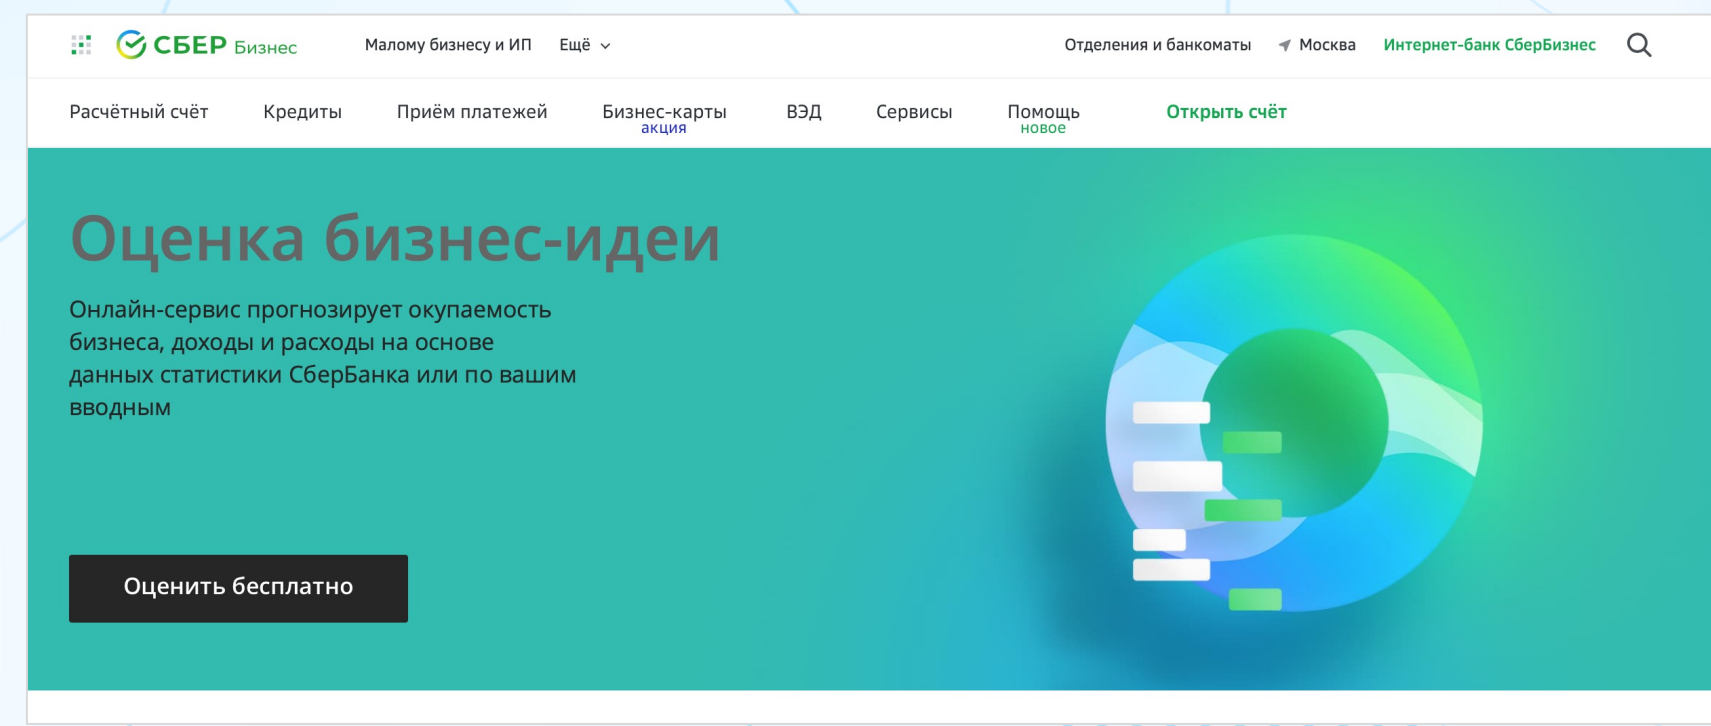 СБЕР Бизнес
Малому бизнесу и ИП
Ещё
Отделения и банкоматы
Москва
Интернет-банк СберБизнес
Расчётный счёт
Кредиты
Приём платежей
Бизнес-карты
акция
ВЭД
Сервисы
Помощь
новое
Открыть счёт
Оценка бизнес-идеи
Онлайн-сервис прогнозирует окупаемость
бизнеса, доходы и расходы на основе
данных статистики СберБанка или по вашим
вводным
Оценить бесплатно